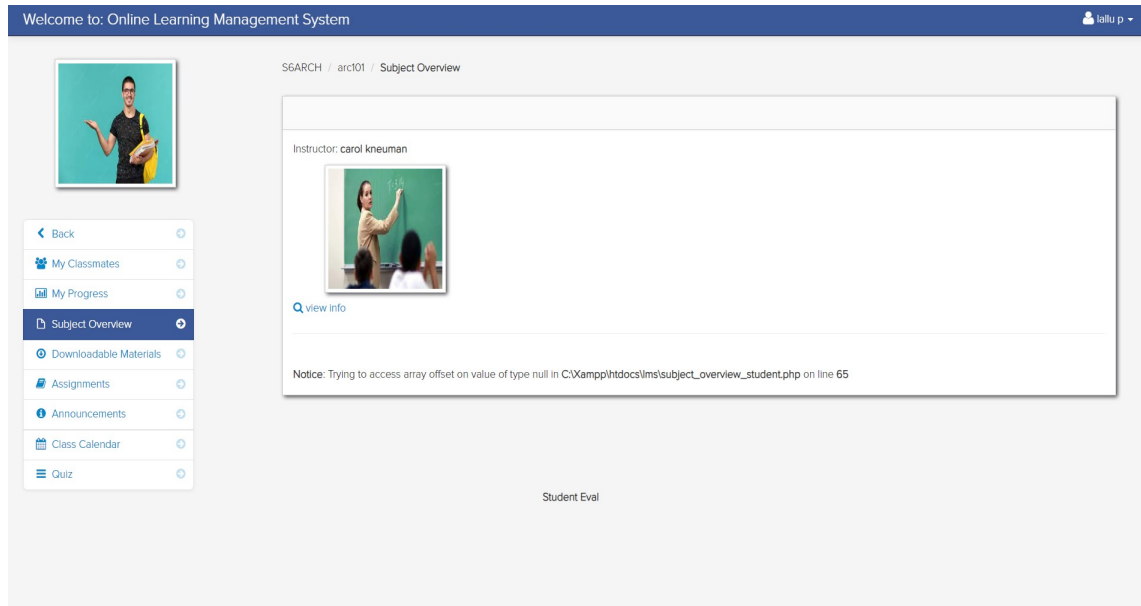 Welcome to: Online Learning Management System
lallu p
S6ARCH / arc101 / Subject Overview
Instructor: carol kneuman
view info
Notice: Trying to access array offset on value of type null in C:\Xampp\htdocs\lms\subject_overview_student.php on line 65
Back
My Classmates
My Progress
Subject Overview
Downloadable Materials
Assignments
Announcements
Class Calendar
Quiz
Student Eval